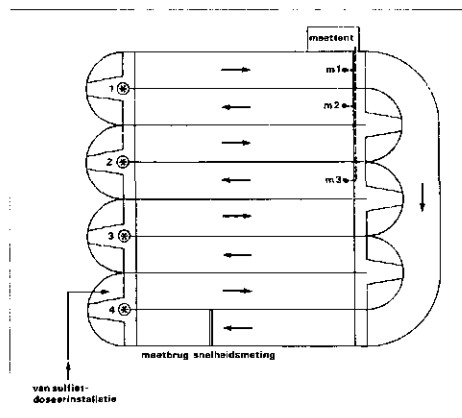 meettent
m1
1
m2
2
m3
3
4
meetbrug snelheidsmeting
van sulfiet-
doseerinstallatie